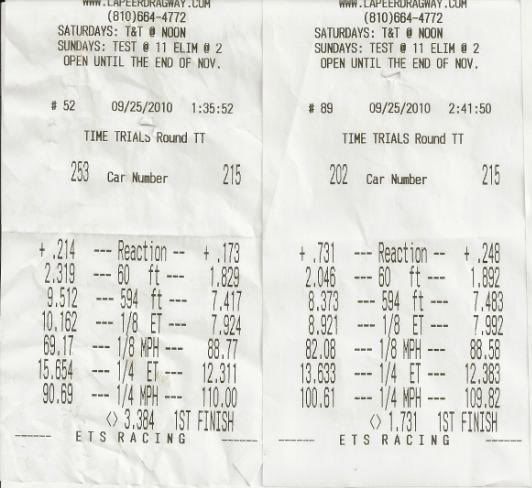 WWW.LAPEERDRAGWAY.COM
(810)664-4772
SATURDAYS: T&T @ NOON
SUNDAYS: TEST @ 11 ELIM @ 2
OPEN UNTIL THE END OF NOV.
# 52 09/25/2010 1:35:52
TIME TRIALS Round TT
253 Car Number 215
+ .214 --- Reaction -- + .173
2.319 --- 60 ft --- 1.829
9.512 --- 594 ft --- 7.417
10.162 --- 1/8 ET --- 7.924
69.17 --- 1/8 MPH --- 88.77
15.654 --- 1/4 ET --- 12.311
90.69 --- 1/4 MPH --- 110.00
<> 3.384 1ST FINISH
ETS RACING
WWW.LAPEERDRAGWAY.COM
(810)664-4772
SATURDAYS: T&T @ NOON
SUNDAYS: TEST @ 11 ELIM @ 2
OPEN UNTIL THE END OF NOV.
# 89 09/25/2010 2:41:50
TIME TRIALS Round TT
202 Car Number 215
+ .731 --- Reaction -- + .248
2.046 --- 60 ft --- 1.892
8.373 --- 594 ft --- 7.483
8.921 --- 1/8 ET --- 7.992
82.08 --- 1/8 MPH --- 88.58
13.633 --- 1/4 ET --- 12.383
100.61 --- 1/4 MPH --- 109.82
<> 1.731 1ST FINISH
ETS RACING